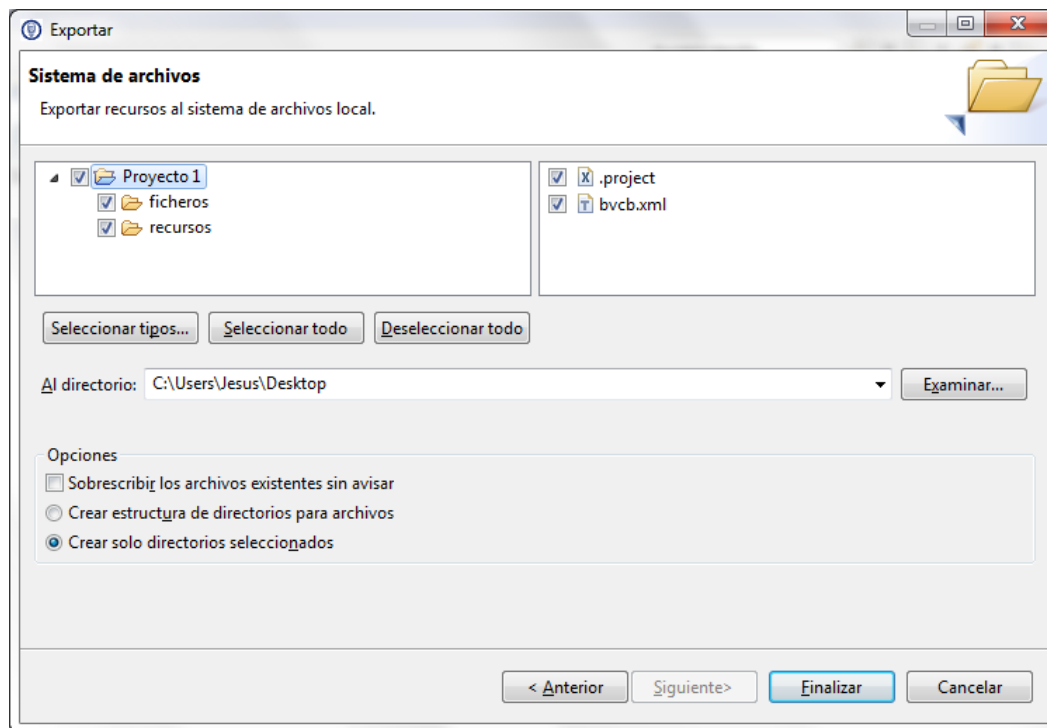 Exportar
Sistema de archivos
Exportar recursos al sistema de archivos local.
Proyecto 1
ficheros
recursos
.project
bvcb.xml
Seleccionar tipos... Seleccionar todo Deseleccionar todo
Al directorio: C:\Users\Jesus\Desktop Examinar...
Opciones
Sobrescribir los archivos existentes sin avisar
Crear estructura de directorios para archivos
Crear solo directorios seleccionados
< Anterior Siguiente> Finalizar Cancelar